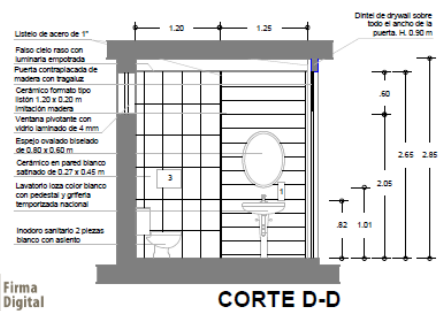 1.20
1.25
Dintel de drywall sobre
todo el ancho de la
puerta. H. 0.90 m
Listelo de acero de 1"
Falso cielo raso con
luminaria empotrada
Puerta contraplacada de
madera con tragaluz
Cerámico formato tipo
listón 1.20 x 0.20 m
imitación madera
Ventana pivotante con
vidrio laminado de 4 mm
Espejo ovalado biselado
de 0.80 x 0.60 m
Cerámico en pared blanco
satinado de 0.27 x 0.45 m
Lavatorio loza color blanco
con pedestal y grifería
temporizada nacional
Inodoro sanitario 2 piezas
blanco con asiento
3
1
.60
2.05
2.65
2.85
.82
1.01
Firma
Digital
CORTE D-D